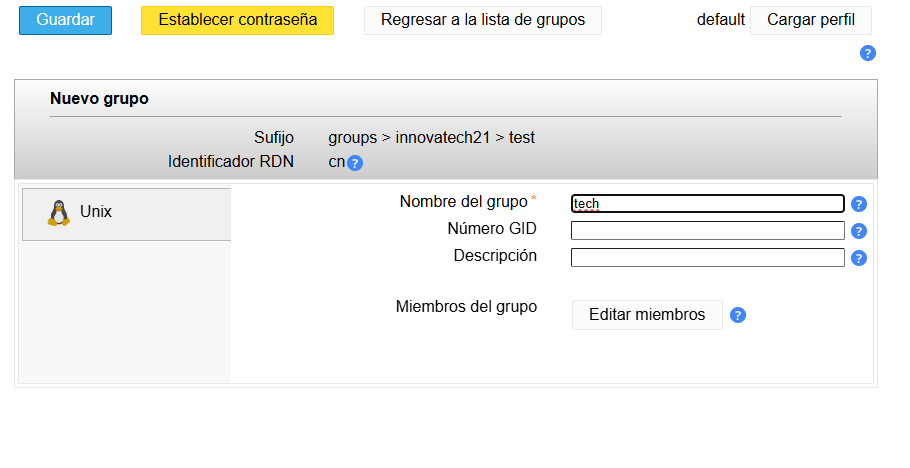 Guardar Establecer contraseña Regresar a la lista de grupos default Cargar perfil
?
Nuevo grupo
Sufijo groups > innovatech21 > test
Identificador RDN cn ?
Unix
Nombre del grupo * tech ?
Número GID ?
Descripción ?
Miembros del grupo Editar miembros ?